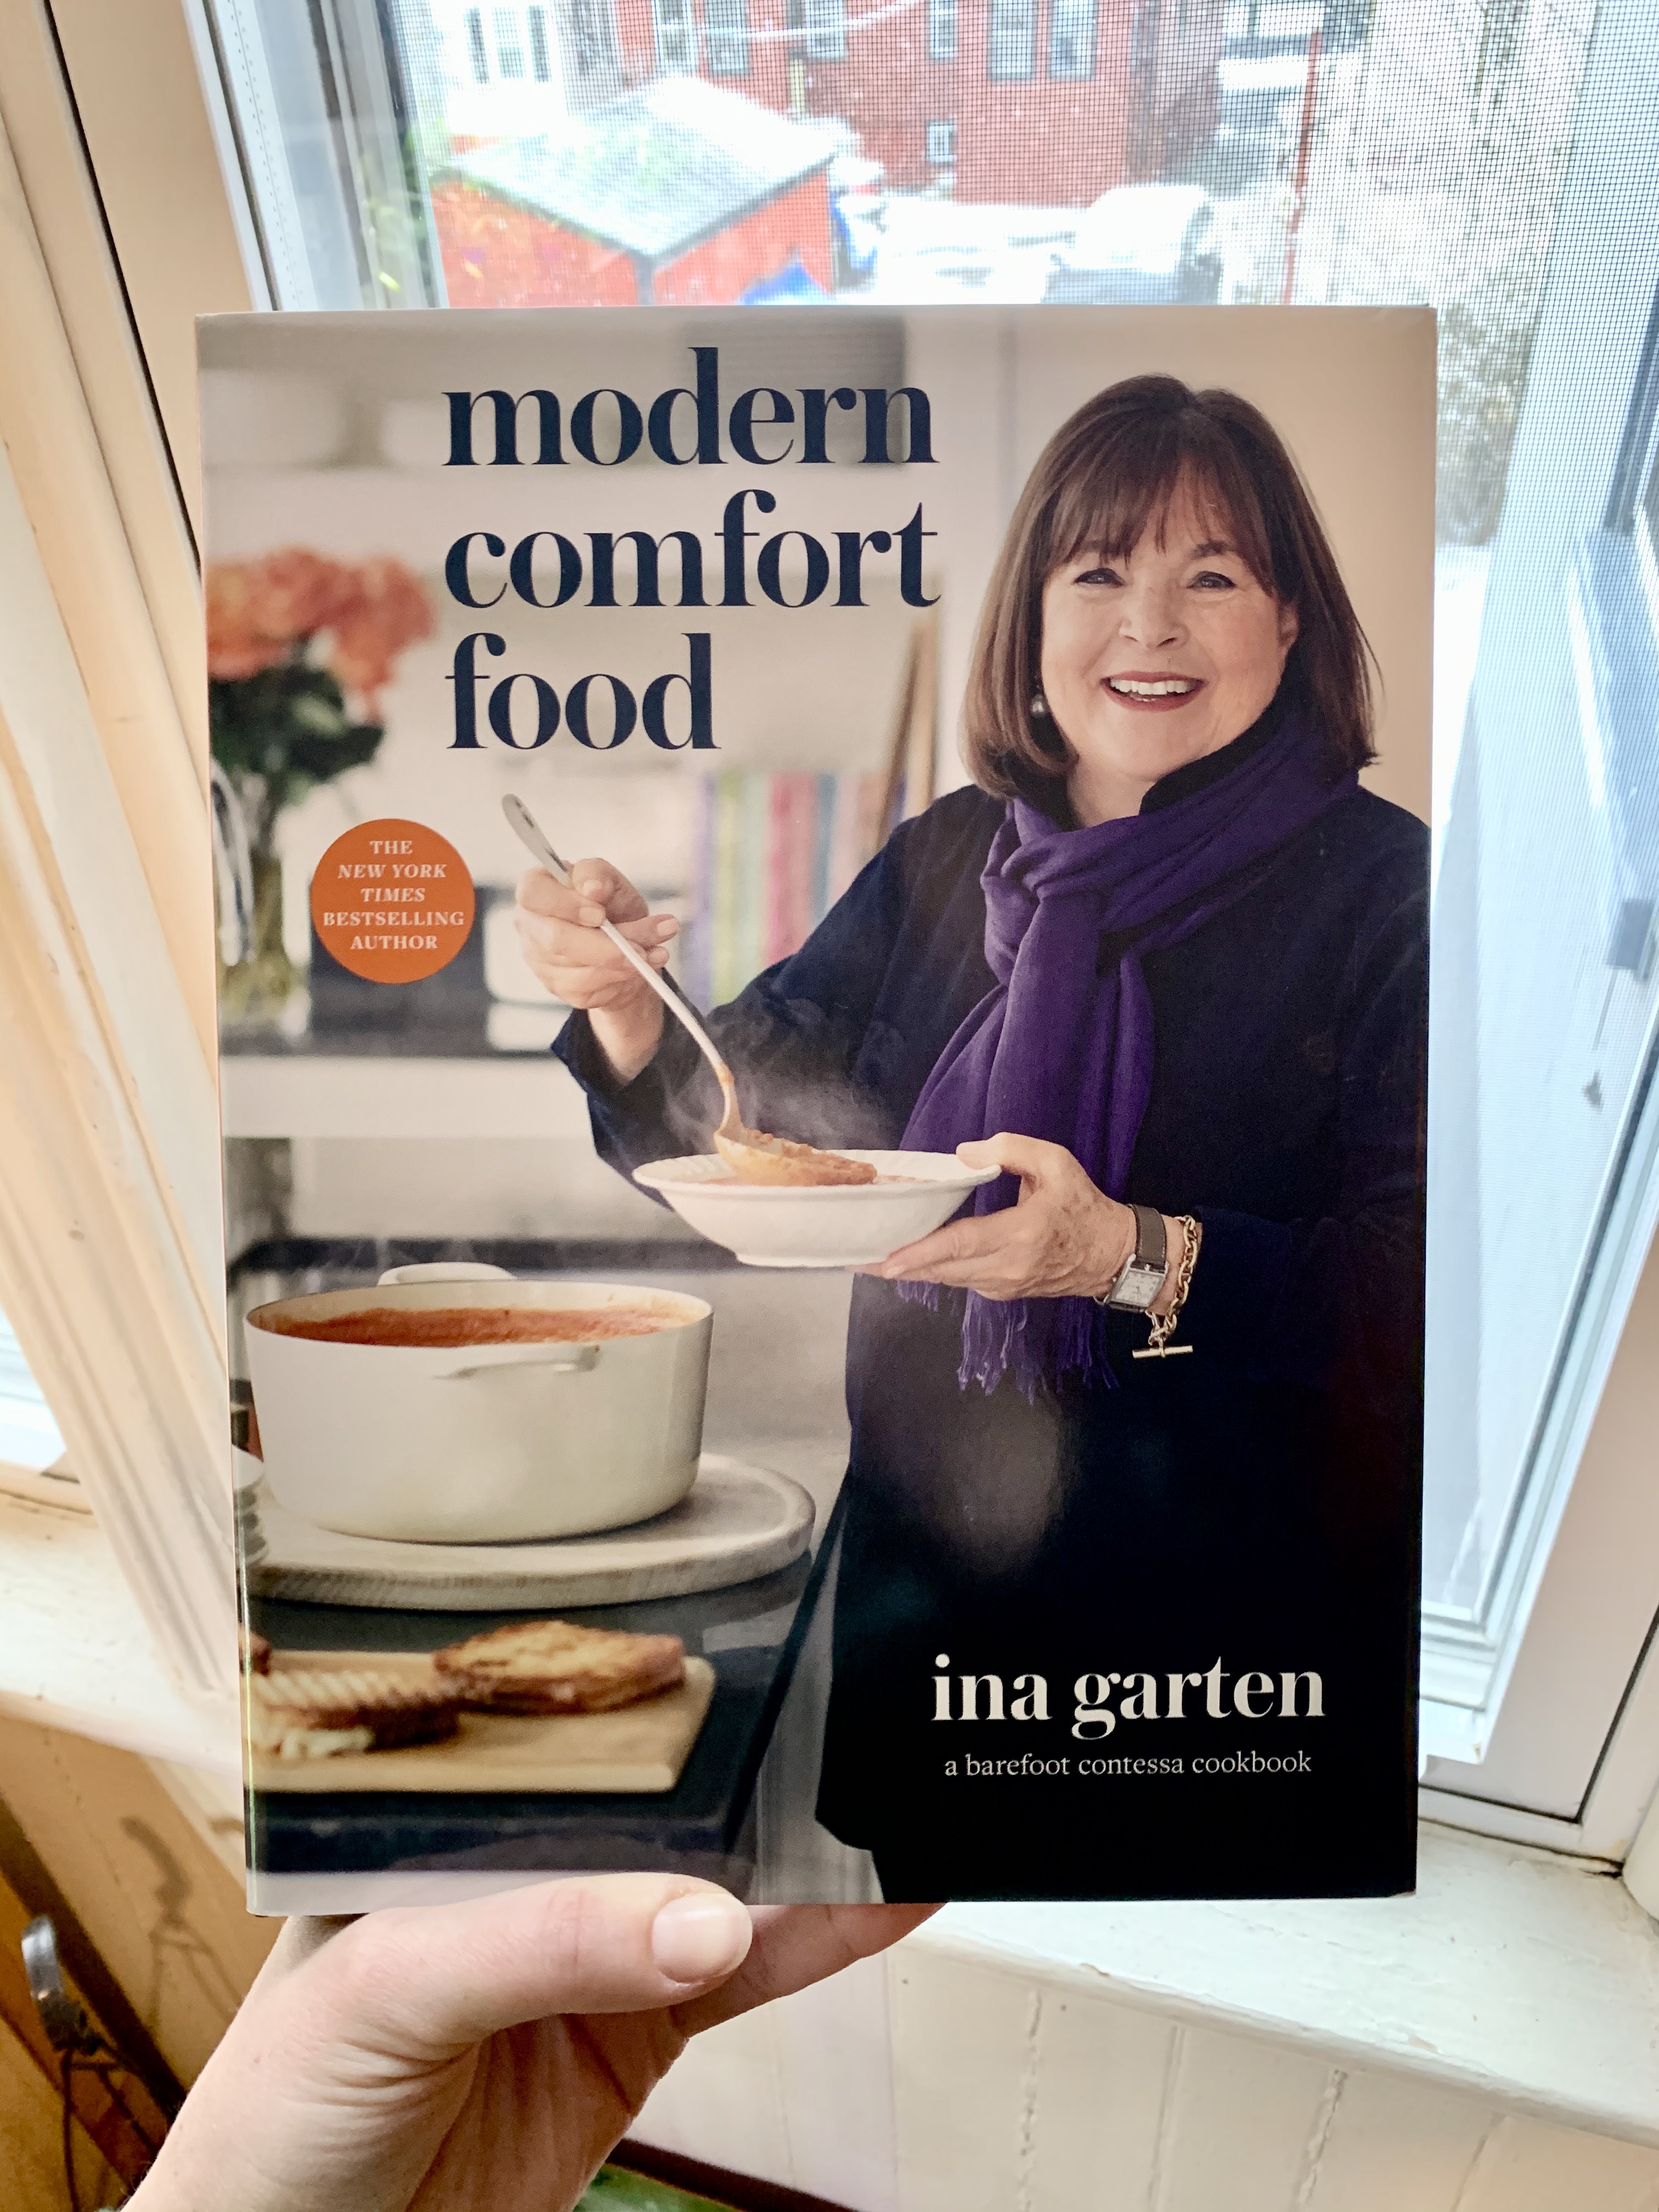 modern
comfort
food
THE
NEW YORK
TIMES
BESTSELLING
AUTHOR
ina garten
a barefoot contessa cookbook